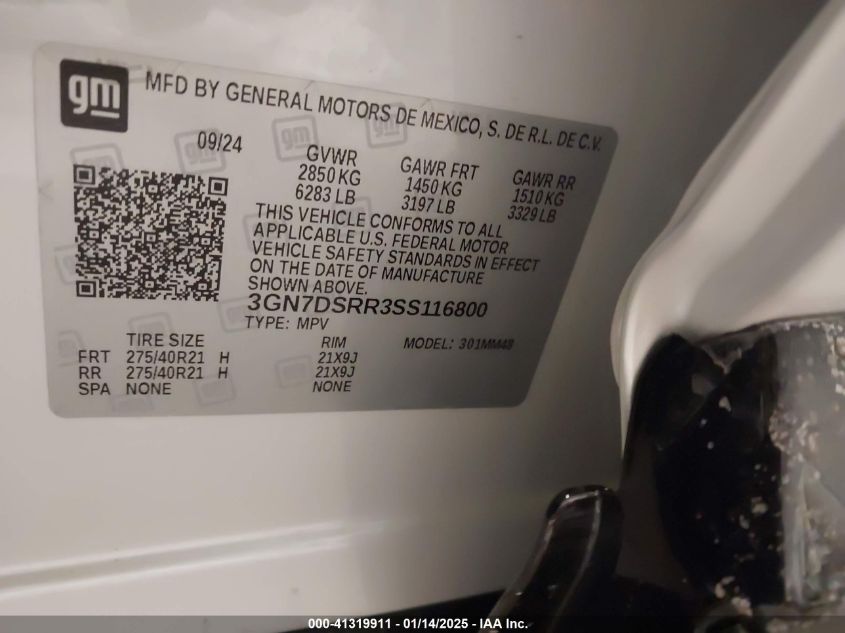 gm
MFD BY GENERAL MOTORS DE MEXICO, S. DE R.L. DE C.V.
09/24
GVWR
2850 KG
6283 LB
GAWR FRT
1450 KG
3197 LB
GAWR RR
1510 KG
3329 LB
THIS VEHICLE CONFORMS TO ALL
APPLICABLE U.S. FEDERAL MOTOR
VEHICLE SAFETY STANDARDS IN EFFECT
ON THE DATE OF MANUFACTURE
SHOWN ABOVE.
3GN7DSRR3SS116800
TYPE: MPV
MODEL: 301MM48
TIRE SIZE RIM
FRT 275/40R21 H 21X9J
RR 275/40R21 H 21X9J
SPA NONE NONE
000-41319911 - 01/14/2025 - IAA Inc.